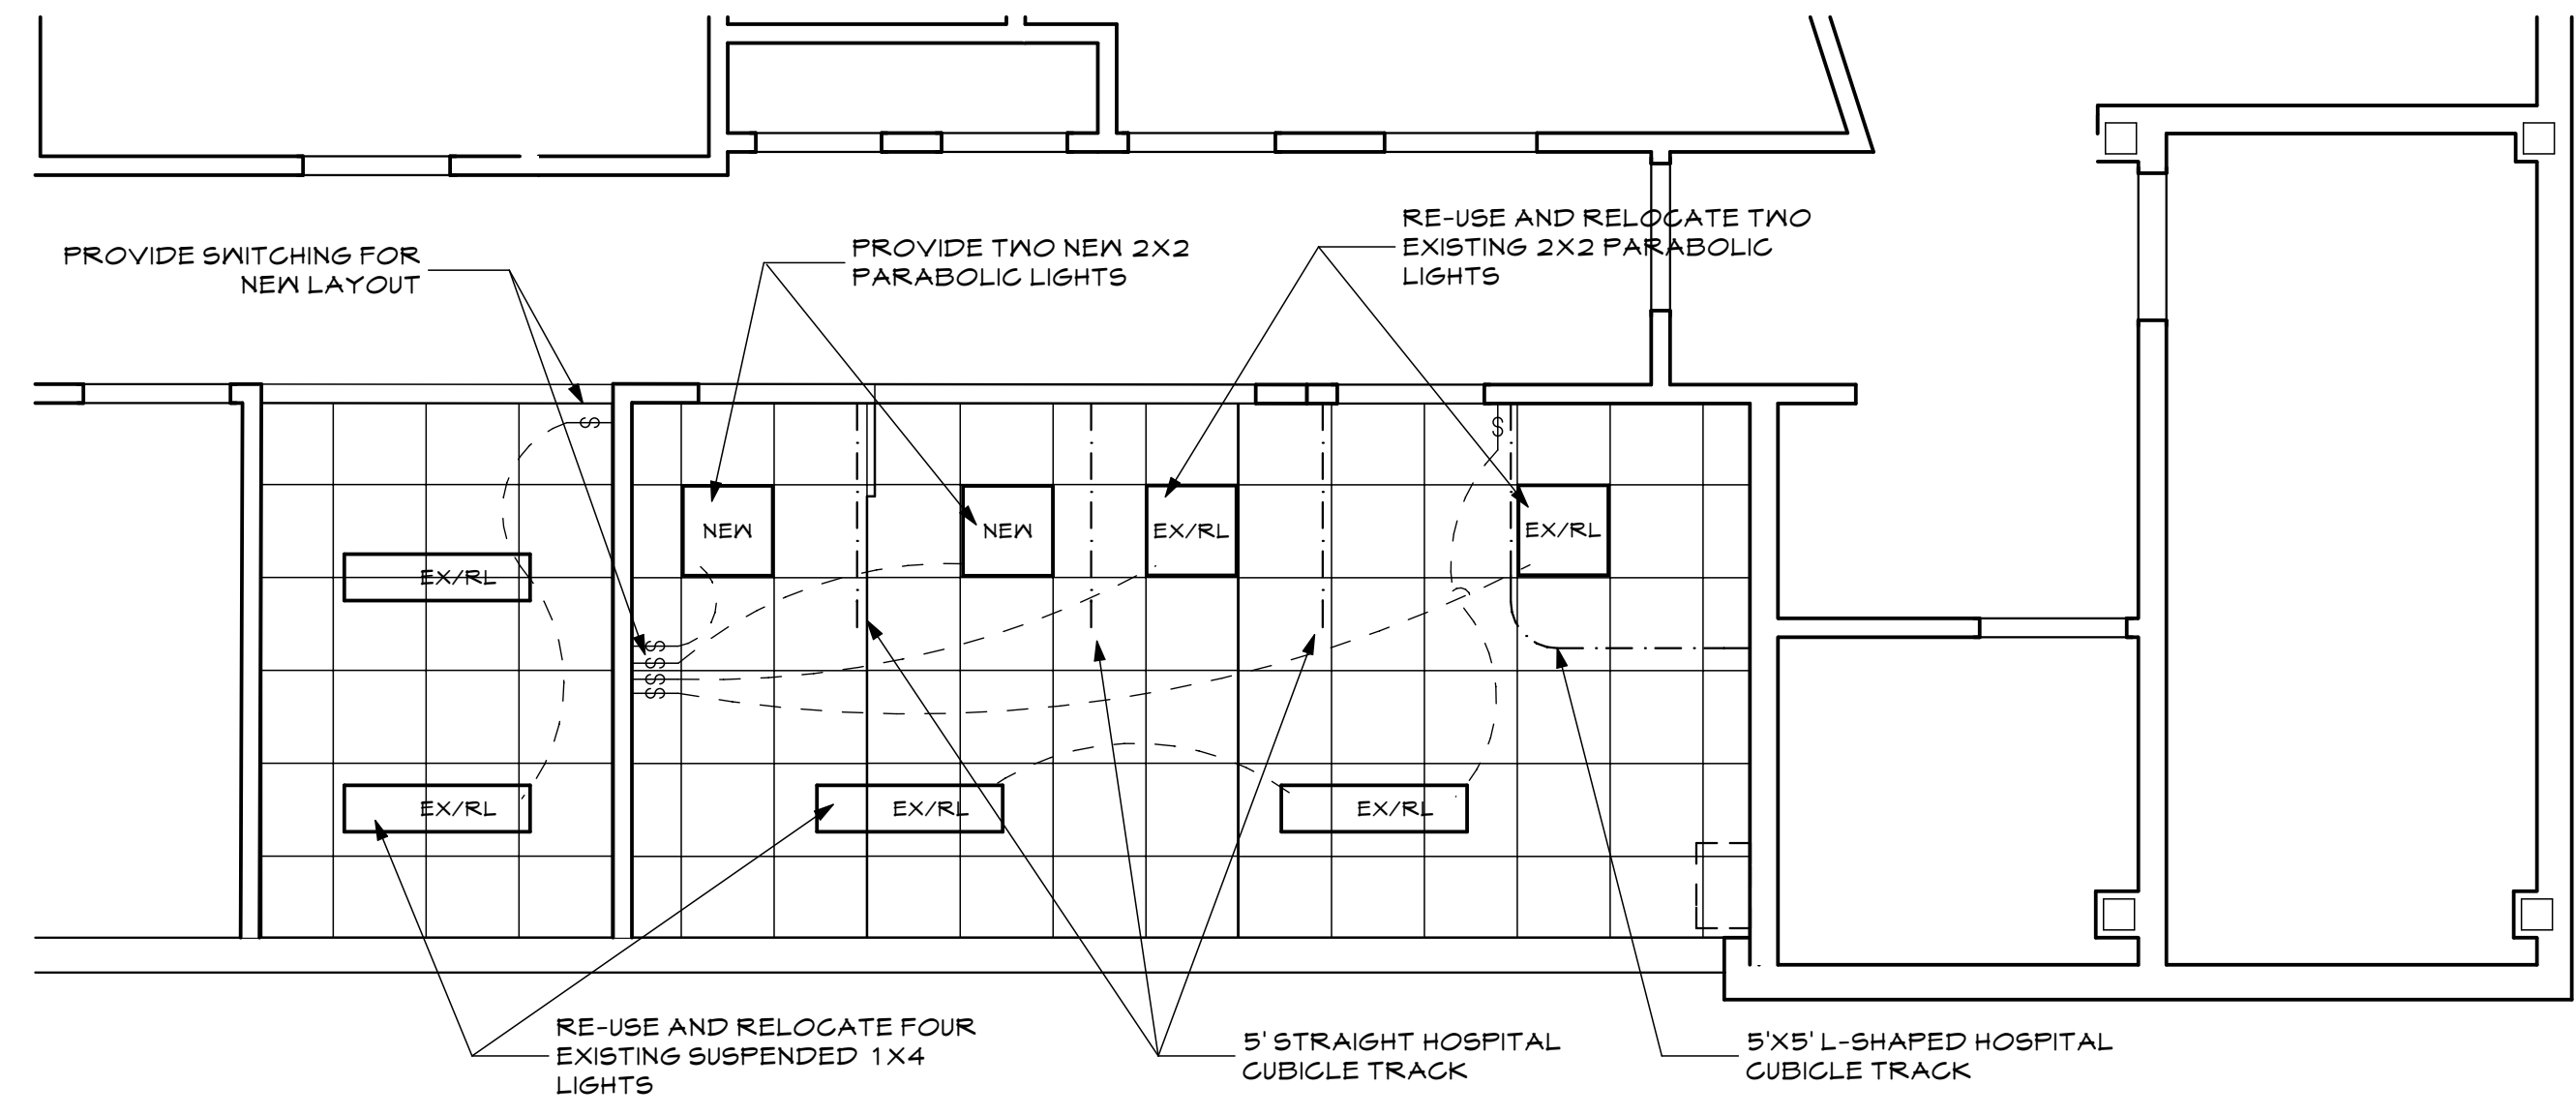 RE-USE AND RELOCATE TWO
EXISTING 2X2 PARABOLIC
LIGHTS
PROVIDE TWO NEW 2X2
PARABOLIC LIGHTS
PROVIDE SWITCHING FOR
NEW LAYOUT
S
S
NEW
NEW
EX/RL
EX/RL
EX/RL
S
S
S
S
EX/RL
EX/RL
EX/RL
RE-USE AND RELOCATE FOUR
EXISTING SUSPENDED 1X4
LIGHTS
5' STRAIGHT HOSPITAL
CUBICLE TRACK
5'X5' L-SHAPED HOSPITAL
CUBICLE TRACK